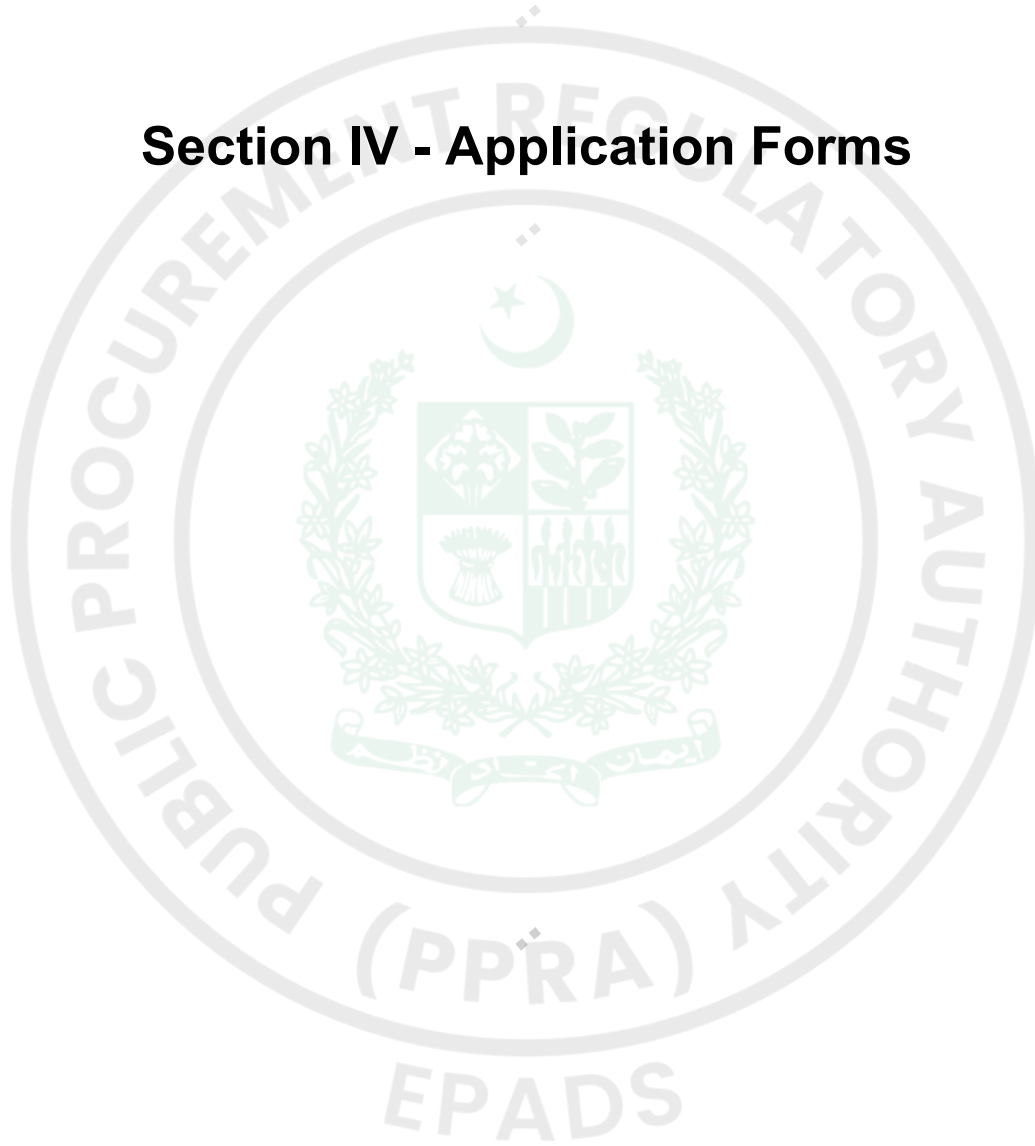 Section IV - Application Forms
PUBLIC PROCUREMENT REGULATORY AUTHORITY
(PPRA)
EPADS